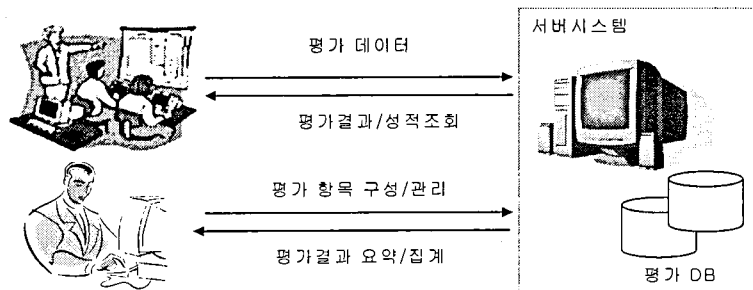 서버시스템
평가 데이터
평가결과/성적조회
평가 항목 구성/관리
평가결과 요약/집계
평가 DB